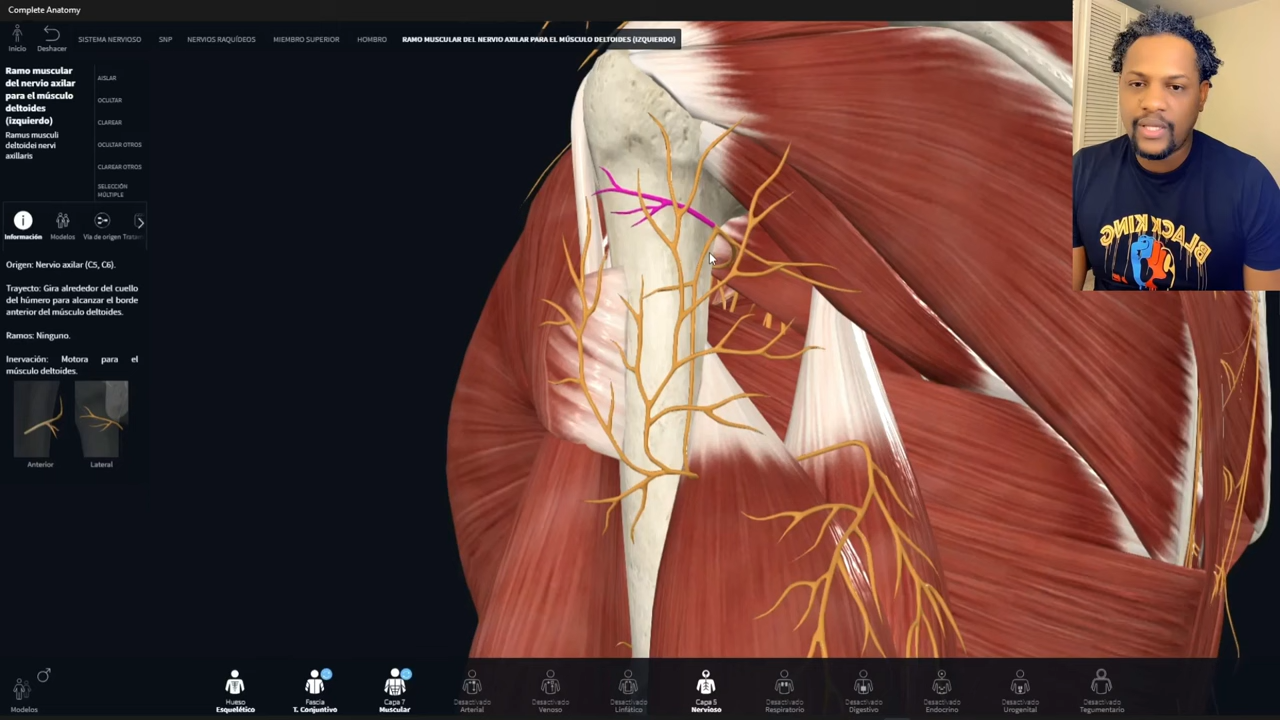 Complete Anatomy
Inicio
Deshacer
SISTEMA NERVIOSO
SNP
NERVIOS RAQUÍDEOS
MIEMBRO SUPERIOR
HOMBRO
RAMO MUSCULAR DEL NERVIO AXILAR PARA EL MÚSCULO DELTOIDES (IZQUIERDO)
Ramo muscular
del nervio axilar
para el músculo
deltoides
(izquierdo)
Ramus musculi
deltoidei nervi
axillaris
AISLAR
OCULTAR
CLAREAR
OCULTAR OTROS
CLAREAR OTROS
SELECCIÓN
MÚLTIPLE
Información
Modelos
Vía de origen
Origen: Nervio axilar (C5, C6).
Trayecto: Gira alrededor del cuello
del húmero para alcanzar el borde
anterior del músculo deltoides.
Ramos: Ninguno.
Inervación: Motora para el
músculo deltoides.
Anterior
Lateral
BLACK KING
Modelos
Hueso
Esquelético
Fascia
T. Conjuntivo
Capa 7
Muscular
Desactivado
Arterial
Desactivado
Venoso
Desactivado
Linfático
Capa 5
Nervioso
Desactivado
Respiratorio
Desactivado
Digestivo
Desactivado
Endocrino
Desactivado
Urogenital
Desactivado
Tegumentario